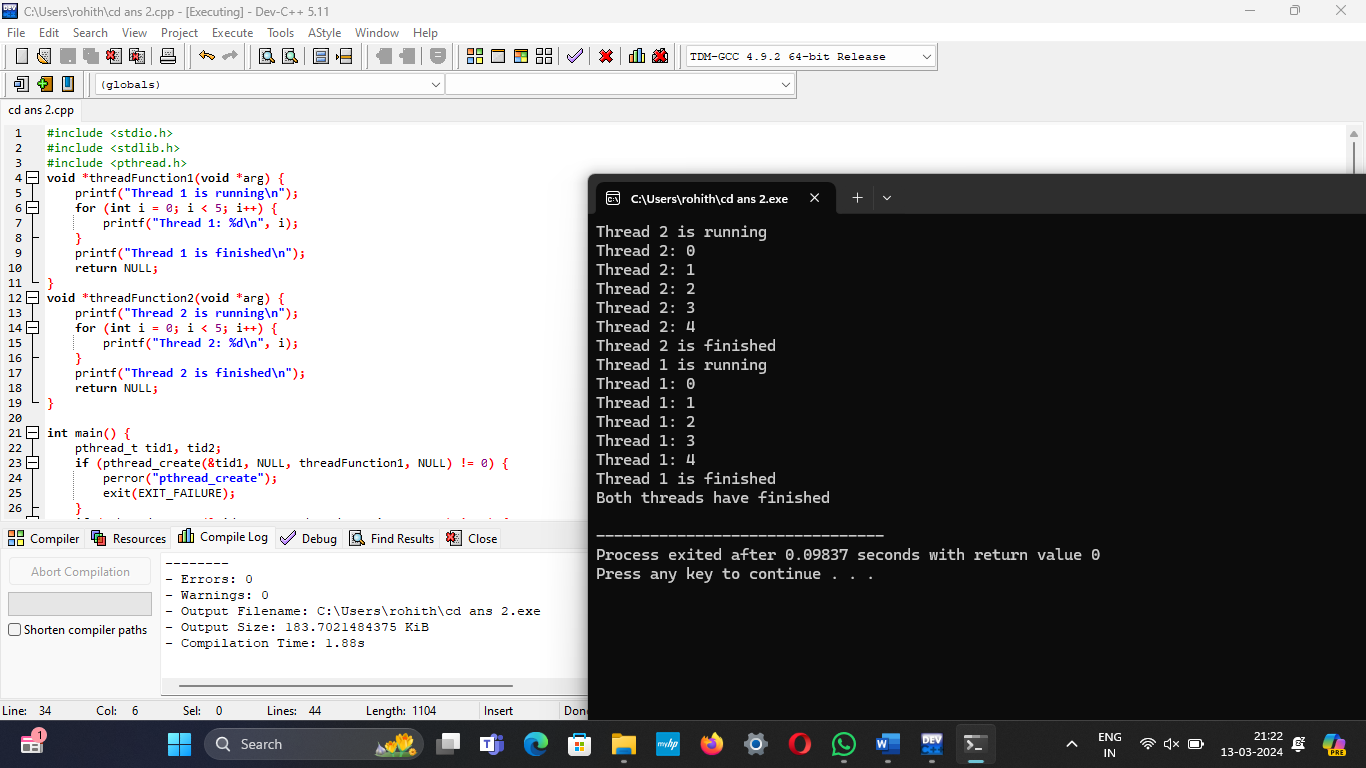 C:\Users\rohith\cd ans 2.cpp - [Executing] - Dev-C++ 5.11
File Edit Search View Project Execute Tools AStyle Window Help
TDM-GCC 4.9.2 64-bit Release
(globals)
cd ans 2.cpp
1 #include <stdio.h>
2 #include <stdlib.h>
3 #include <pthread.h>
4 void *threadFunction1(void *arg) {
5 printf("Thread 1 is running\n");
6 for (int i = 0; i < 5; i++) {
7 printf("Thread 1: %d\n", i);
8 }
9 printf("Thread 1 is finished\n");
10 return NULL;
11 }
12 void *threadFunction2(void *arg) {
13 printf("Thread 2 is running\n");
14 for (int i = 0; i < 5; i++) {
15 printf("Thread 2: %d\n", i);
16 }
17 printf("Thread 2 is finished\n");
18 return NULL;
19 }
20
21 int main() {
22 pthread_t tid1, tid2;
23 if (pthread_create(&tid1, NULL, threadFunction1, NULL) != 0) {
24 perror("pthread_create");
25 exit(EXIT_FAILURE);
26 }
C:\Users\rohith\cd ans 2.exe
Thread 2 is running
Thread 2: 0
Thread 2: 1
Thread 2: 2
Thread 2: 3
Thread 2: 4
Thread 2 is finished
Thread 1 is running
Thread 1: 0
Thread 1: 1
Thread 1: 2
Thread 1: 3
Thread 1: 4
Thread 1 is finished
Both threads have finished
--------------------------------
Process exited after 0.09837 seconds with return value 0
Press any key to continue . . .
Compiler Resources Compile Log Debug Find Results Close
Abort Compilation
Shorten compiler paths
--------
- Errors: 0
- Warnings: 0
- Output Filename: C:\Users\rohith\cd ans 2.exe
- Output Size: 183.7021484375 KiB
- Compilation Time: 1.88s
Line: 34 Col: 6 Sel: 0 Lines: 44 Length: 1104 Insert
1
Search
myhp
DEV
ENG
IN
21:22
13-03-2024
PRE